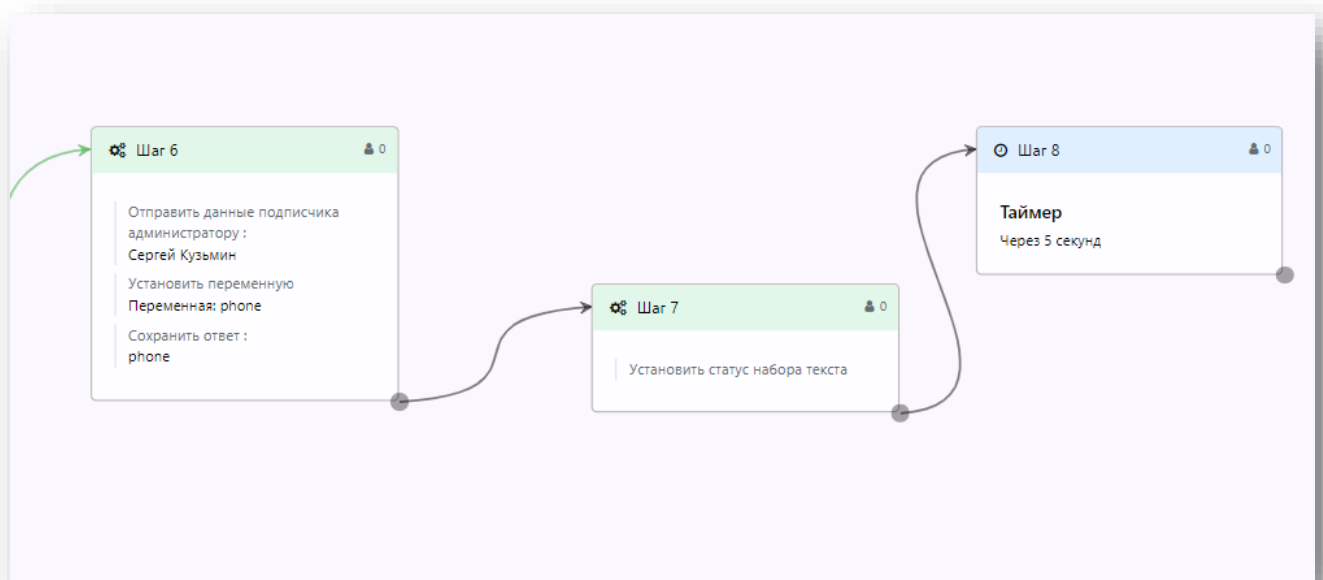 Шаг 6
0
Отправить данные подписчика
администратору :
Сергей Кузьмин
Установить переменную
Переменная: phone
Сохранить ответ :
phone
Шаг 7
0
Установить статус набора текста
Шаг 8
0
Таймер
Через 5 секунд